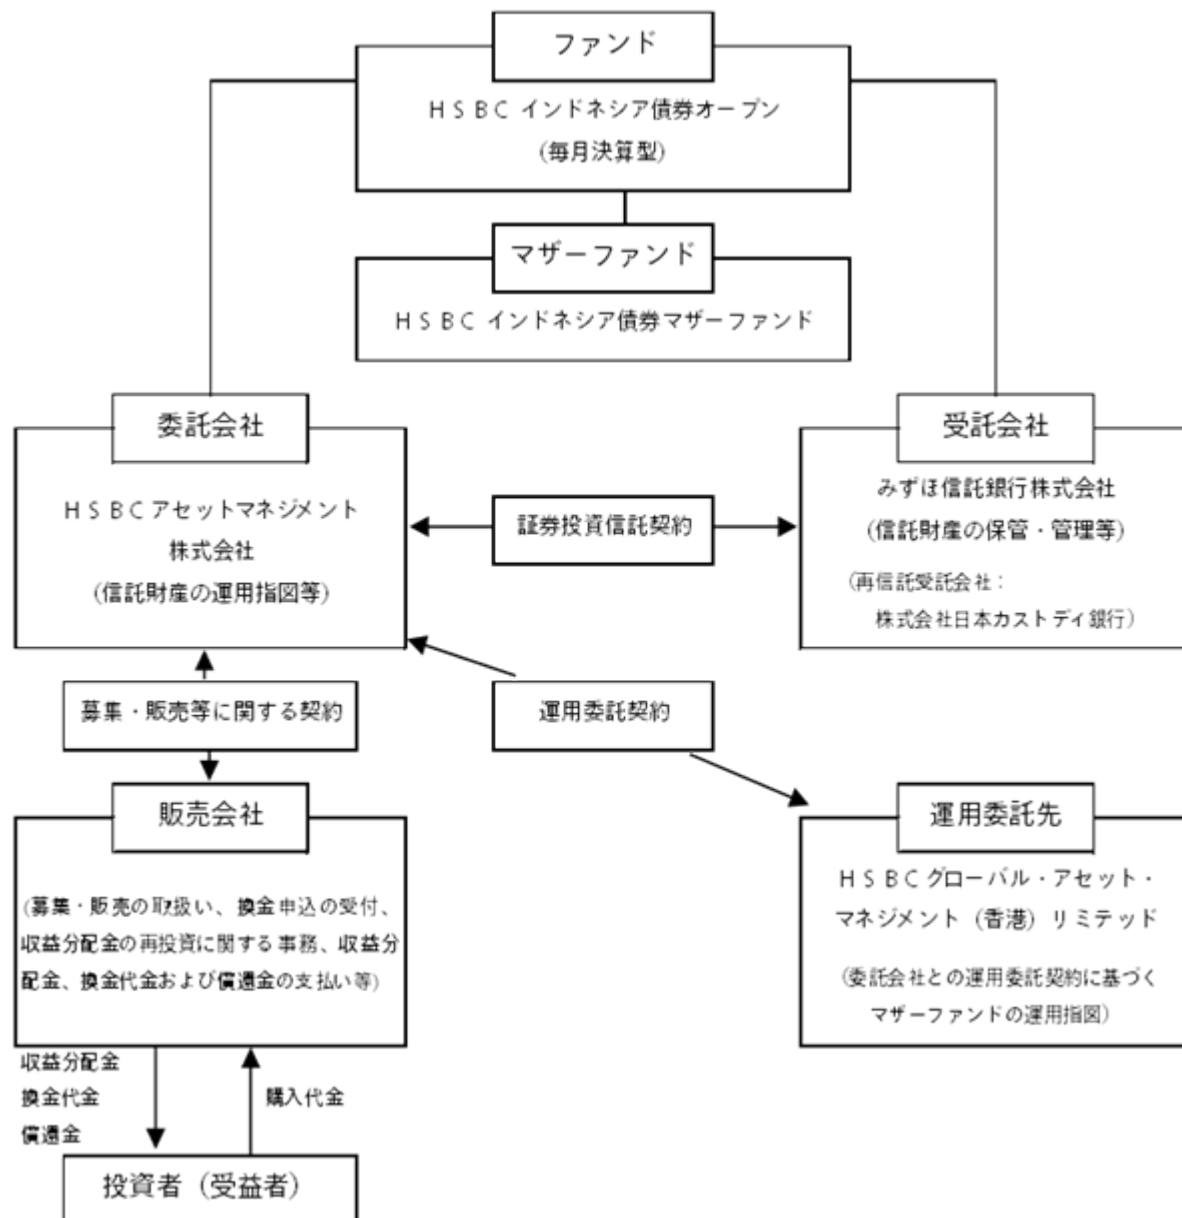 ファンド
HSBC インドネシア債券オープン
(毎月決算型)
マザーファンド
HSBC インドネシア債券マザーファンド
委託会社
HSBCアセットマネジメント
株式会社
(信託財産の運用指図等)
証券投資信託契約
受託会社
みずほ信託銀行株式会社
(信託財産の保管・管理等)
(再信託受託会社:
株式会社日本カストディ銀行)
募集・販売等に関する契約
運用委託契約
販売会社
(募集・販売の取扱い、換金申込の受付、
収益分配金の再投資に関する事務、収益分
配金、換金代金および償還金の支払い等)
運用委託先
HSBCグローバル・アセット・
マネジメント(香港)リミテッド
(委託会社との運用委託契約に基づく
マザーファンドの運用指図)
収益分配金
換金代金
償還金
購入代金
投資者(受益者)